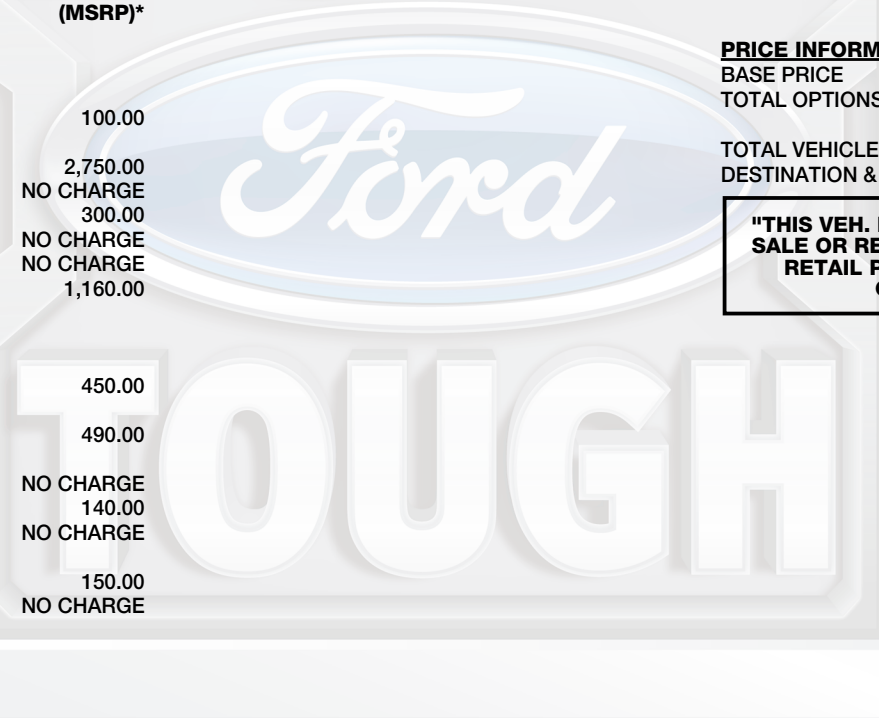 (MSRP)*
100.00
2,750.00
NO CHARGE
300.00
NO CHARGE
NO CHARGE
1,160.00
450.00
490.00
NO CHARGE
140.00
NO CHARGE
150.00
NO CHARGE
Ford
TOUGH
PRICE INFORM
BASE PRICE
TOTAL OPTIONS
TOTAL VEHICLE
DESTINATION &
"THIS VEH.
SALE OR RE
RETAIL P